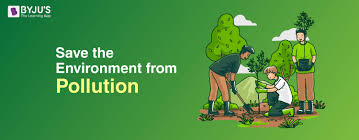 BYJU'S
The Learning App
Save the
Environment from
Pollution